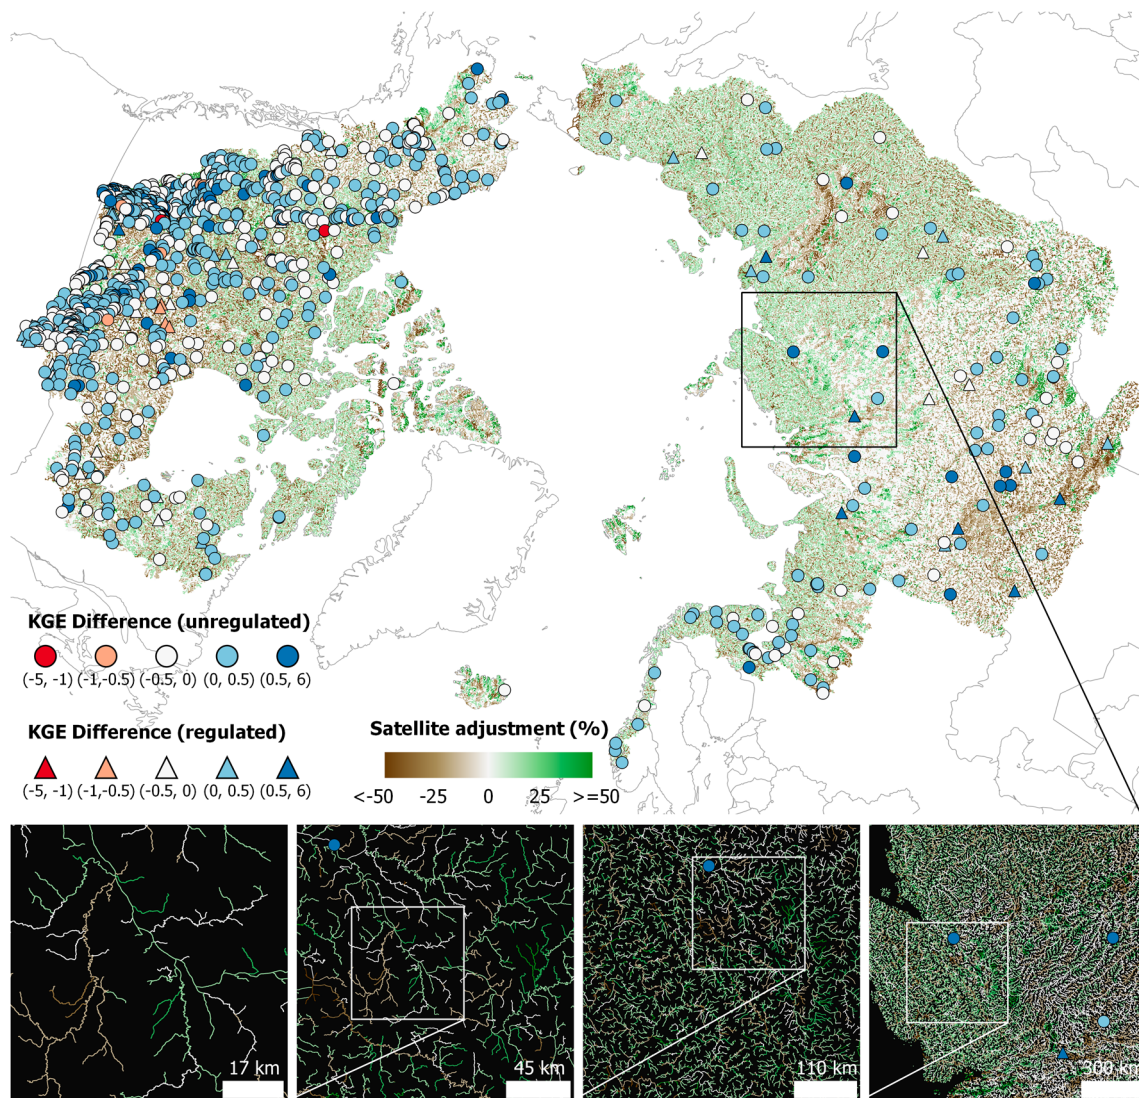 KGE Difference (unregulated)
(-5, -1) (-1,-0.5) (-0.5, 0) (0, 0.5) (0.5, 6)
KGE Difference (regulated)
(-5, -1) (-1,-0.5) (-0.5, 0) (0, 0.5) (0.5, 6)
Satellite adjustment (%)
<-50 -25 0 25 >=50
17 km 45 km 110 km 300 km